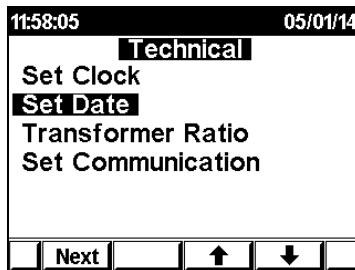 11:58:05 05/01/14
Technical
Set Clock
Set Date
Transformer Ratio
Set Communication
Next